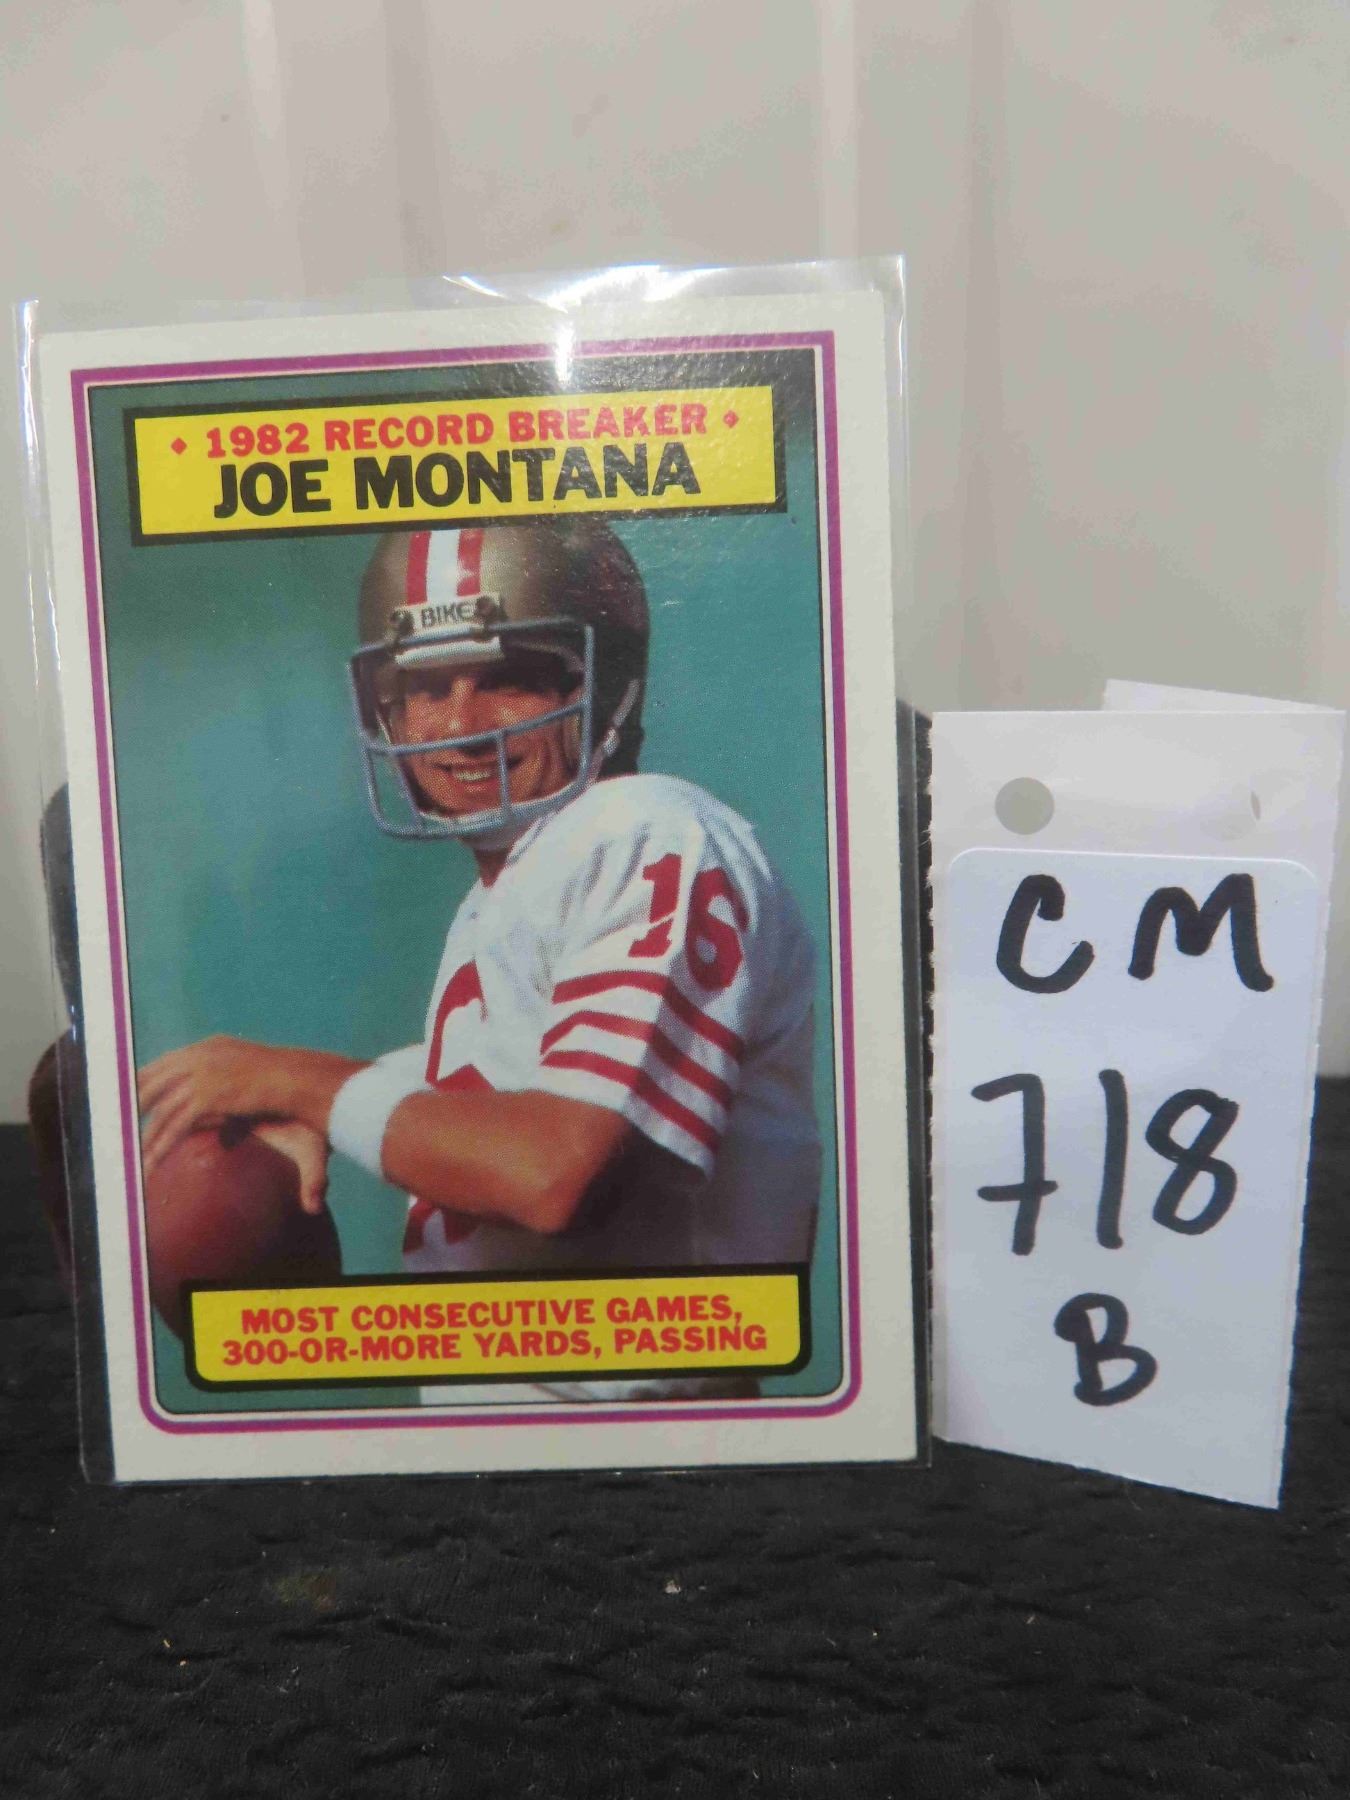 1982 RECORD BREAKER
JOE MONTANA
BIKE
16
MOST CONSECUTIVE GAMES,
300-OR-MORE YARDS, PASSING
CM
718
B